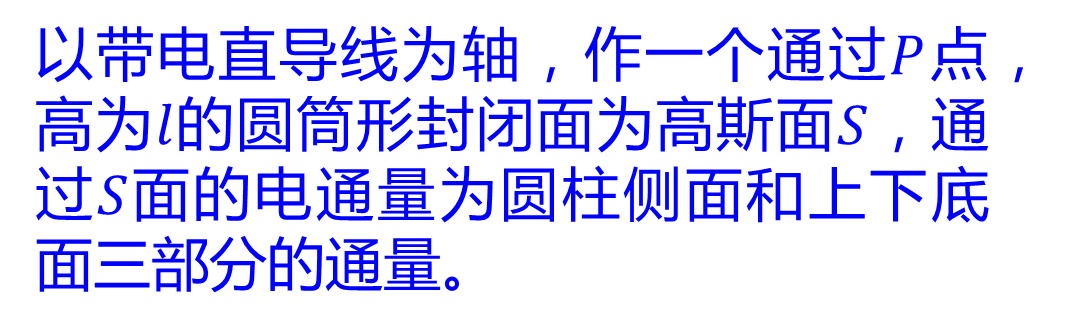 以带电直导线为轴，作一个通过P点，
高为l的圆筒形封闭面为高斯面S，通
过S面的电通量为圆柱侧面和上下底
面三部分的通量。